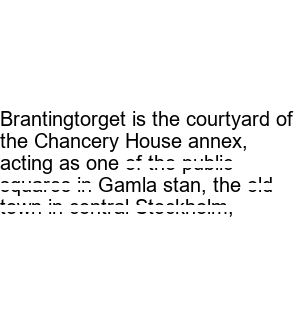 Brantingtorget is the courtyard of
the Chancery House annex,
acting as one of the public
squares in Gamla stan, the old
town in central Stockholm,